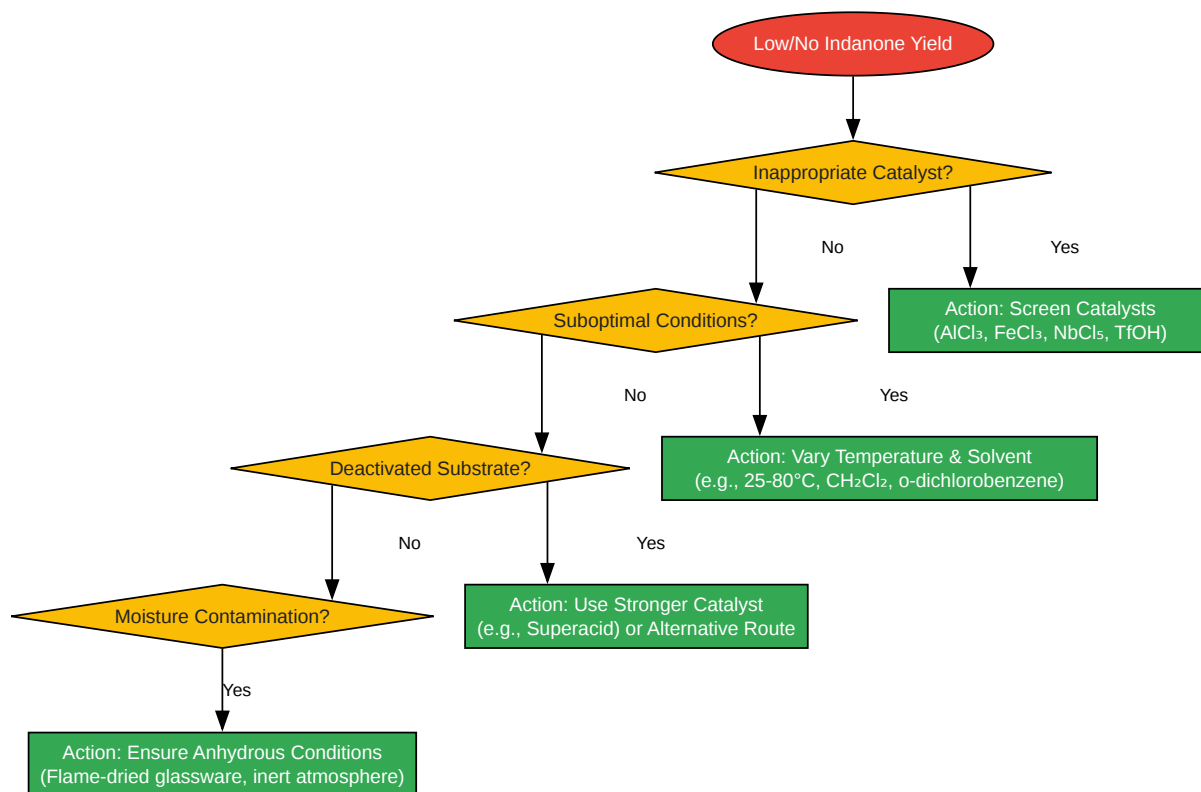 Low/No Indanone Yield
Inappropriate Catalyst?
No
Yes
Action: Screen Catalysts
(AlCl₃, FeCl₃, NbCl₅, TfOH)
Suboptimal Conditions?
No
Yes
Action: Vary Temperature & Solvent
(e.g., 25-80°C, CH₂Cl₂, o-dichlorobenzene)
Deactivated Substrate?
No
Yes
Action: Use Stronger Catalyst
(e.g., Superacid) or Alternative Route
Moisture Contamination?
Yes
Action: Ensure Anhydrous Conditions
(Flame-dried glassware, inert atmosphere)